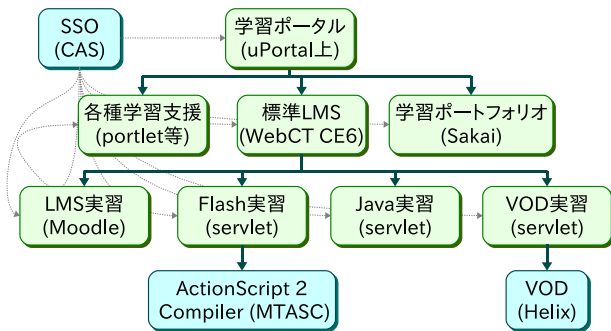 SSO
(CAS)
学習ポータル
(uPortal上)
各種学習支援
(portlet等)
標準LMS
(WebCT CE6)
学習ポートフォリオ
(Sakai)
LMS実習
(Moodle)
Flash実習
(servlet)
Java実習
(servlet)
VOD実習
(servlet)
ActionScript 2
Compiler (MTASC)
VOD
(Helix)